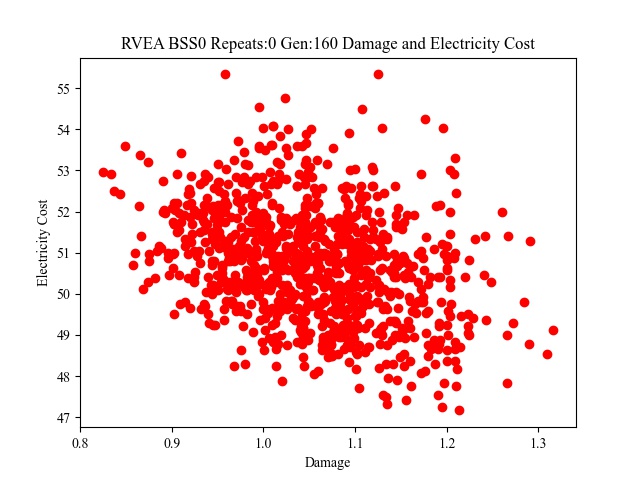 RVEA BSS0 Repeats:0 Gen:160 Damage and Electricity Cost
55
54
53
52
51
50
49
48
47
Electricity Cost
0.8 0.9 1.0 1.1 1.2 1.3
Damage